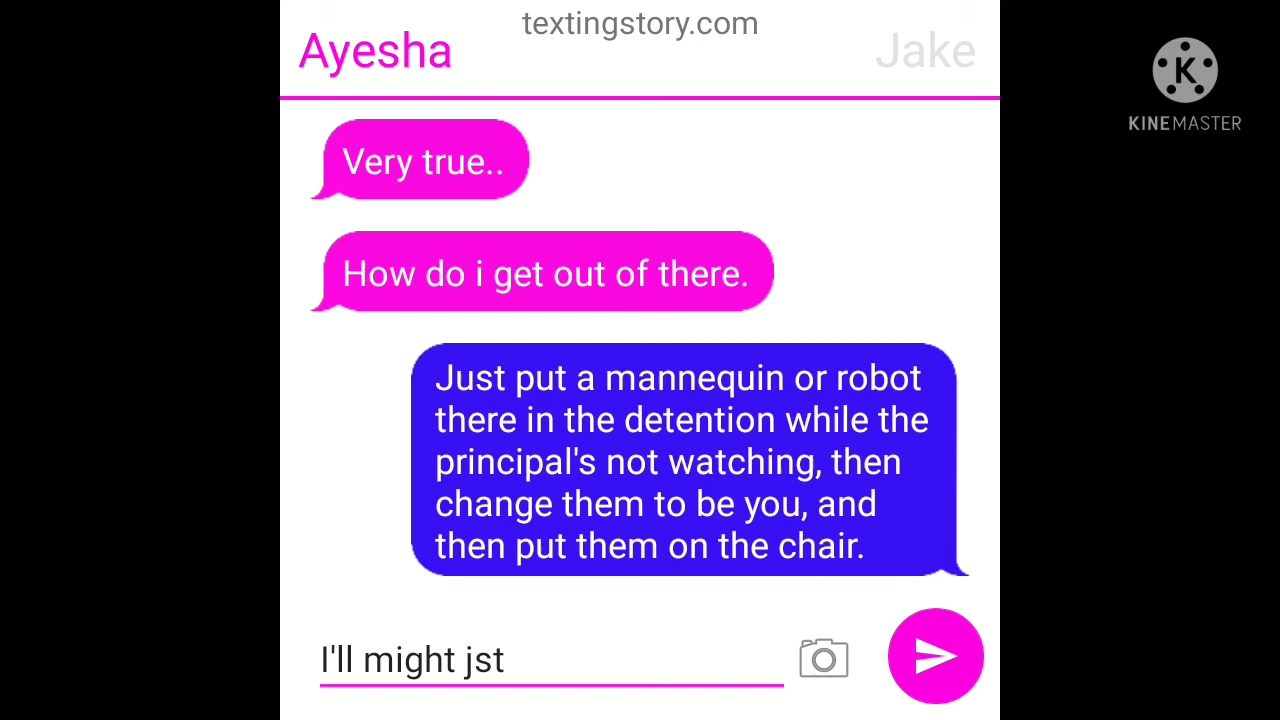 textingstory.com
Ayesha
Jake
KINEMASTER
Very true..
How do i get out of there.
Just put a mannequin or robot
there in the detention while the
principal's not watching, then
change them to be you, and
then put them on the chair.
I'll might jst